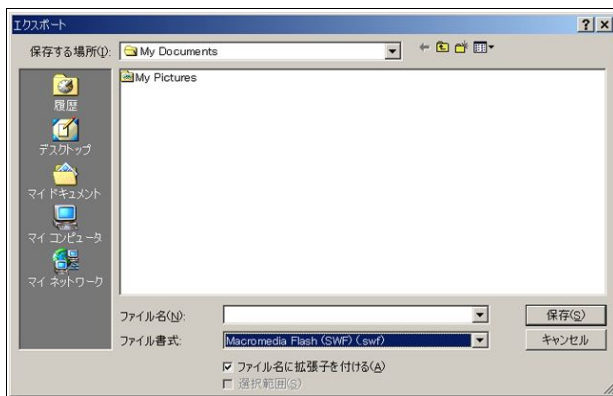 エクスポート
保存する場所(I): My Documents
My Pictures
履歴
デスクトップ
マイ ドキュメント
マイ コンピュータ
マイ ネットワーク
ファイル名(N): 保存(S)
ファイル書式: Macromedia Flash (SWF) (.swf) キャンセル
ファイル名に拡張子を付ける(A)
選択範囲(S)